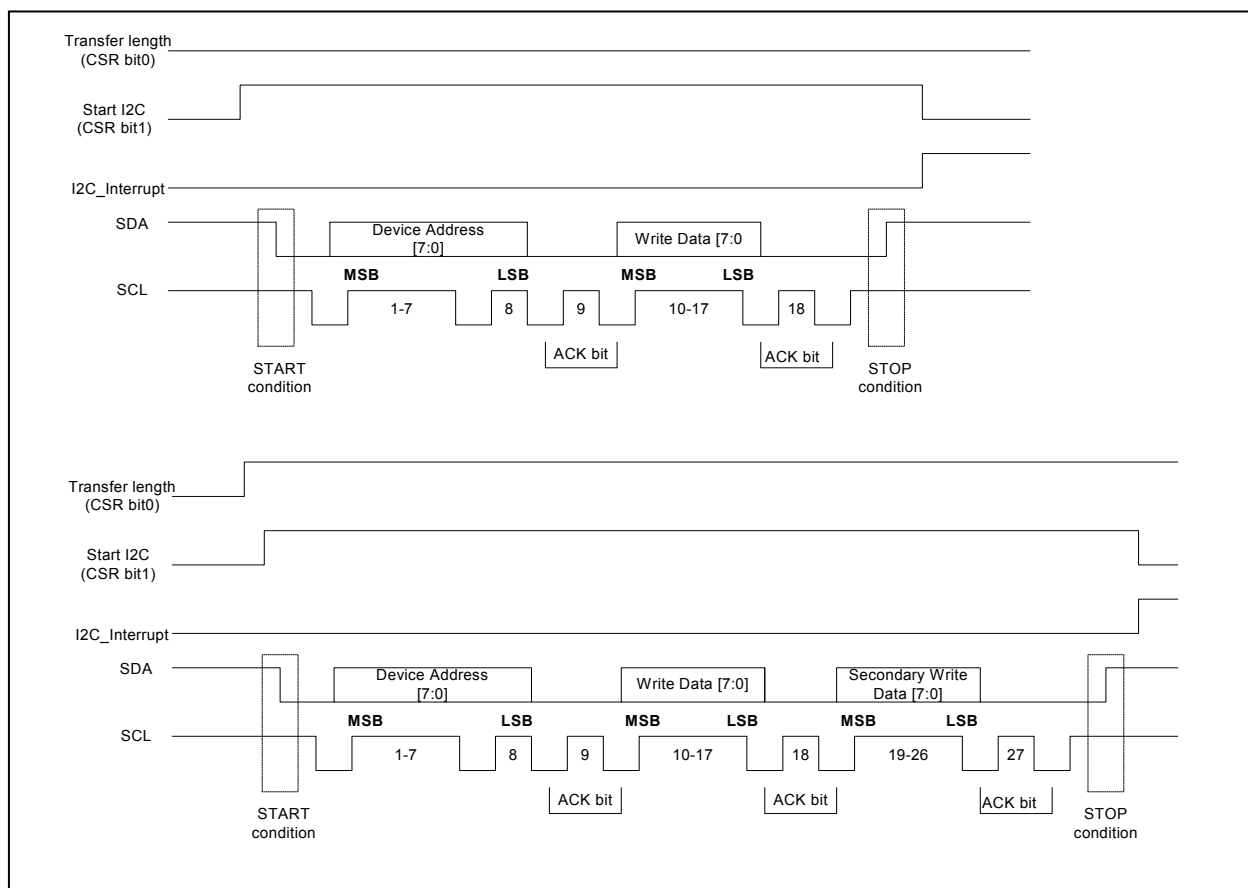 Transfer length
(CSR bit0)
Start I2C
(CSR bit1)
I2C_Interrupt
SDA
Device Address
[7:0]
Write Data [7:0
MSB
LSB
MSB
LSB
SCL
1-7
8
9
10-17
18
ACK bit
ACK bit
START
condition
STOP
condition
Transfer length
(CSR bit0)
Start I2C
(CSR bit1)
I2C_Interrupt
SDA
Device Address
[7:0]
Write Data [7:0]
Secondary Write
Data [7:0]
MSB
LSB
MSB
LSB
MSB
LSB
SCL
1-7
8
9
10-17
18
19-26
27
ACK bit
ACK bit
ACK bit
START
condition
STOP
condition